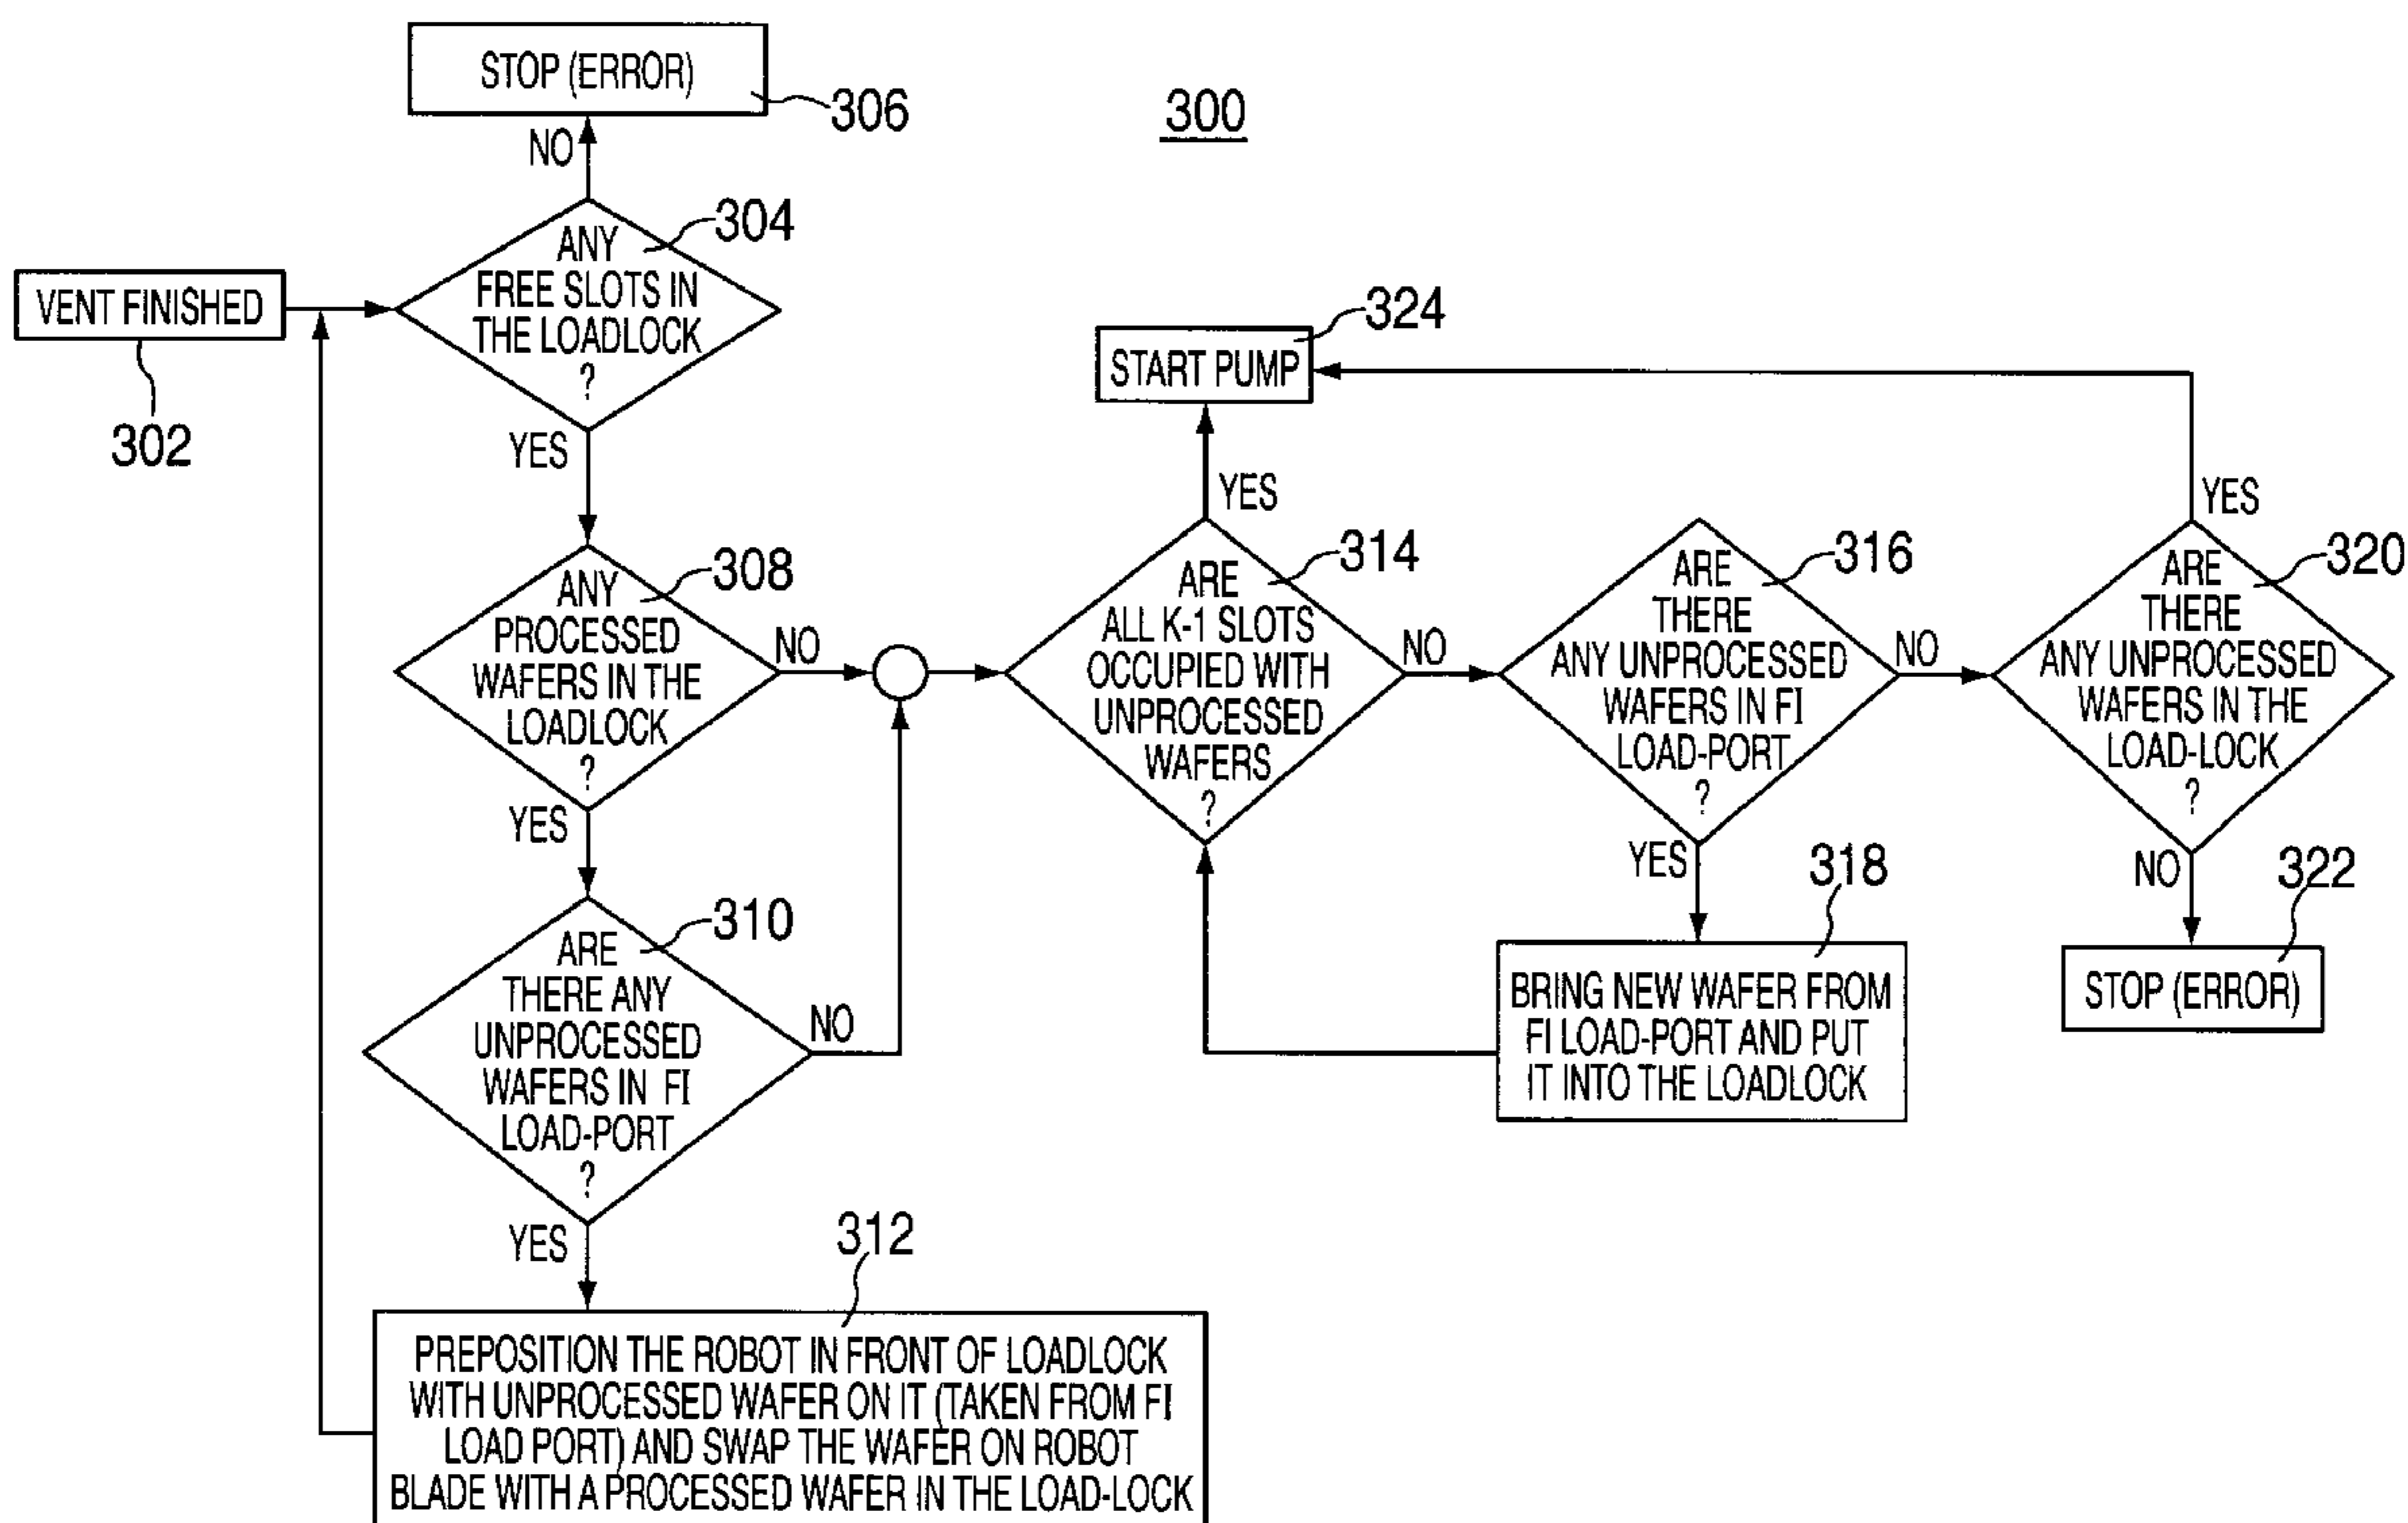 STOP (ERROR)
306
300
NO
304
ANY
FREE SLOTS IN
THE LOADLOCK
?
VENT FINISHED
302
YES
324
START PUMP
308
ANY
PROCESSED
WAFERS IN THE
LOADLOCK
?
NO
YES
YES
314
ARE
ALL K-1 SLOTS
OCCUPIED WITH
UNPROCESSED
WAFERS
?
NO
316
ARE
THERE
ANY UNPROCESSED
WAFERS IN FI
LOAD-PORT
?
NO
YES
YES
320
ARE
THERE
ANY UNPROCESSED
WAFERS IN THE
LOAD-LOCK
?
NO
322
STOP (ERROR)
310
ARE
THERE ANY
UNPROCESSED
WAFERS IN FI
LOAD-PORT
?
NO
YES
318
BRING NEW WAFER FROM
FI LOAD-PORT AND PUT
IT INTO THE LOADLOCK
312
PREPOSITION THE ROBOT IN FRONT OF LOADLOCK
WITH UNPROCESSED WAFER ON IT (TAKEN FROM FI
LOAD PORT) AND SWAP THE WAFER ON ROBOT
BLADE WITH A PROCESSED WAFER IN THE LOAD-LOCK